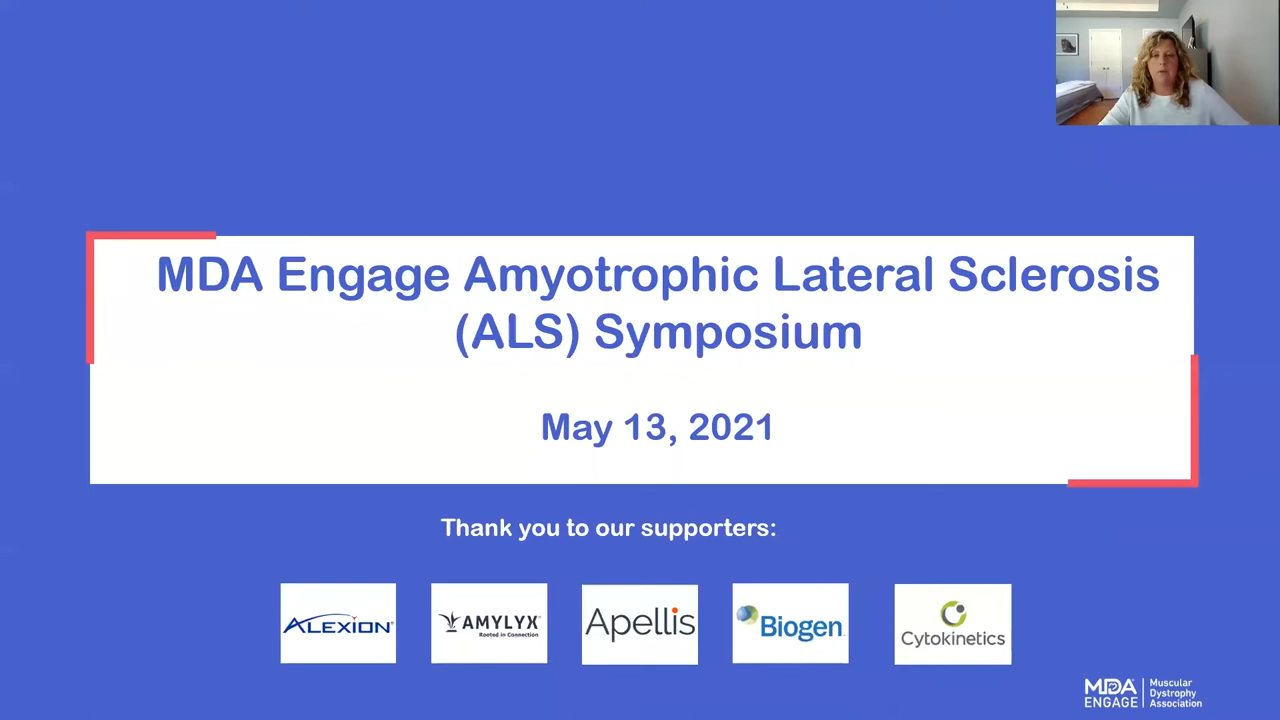 MDA Engage Amyotrophic Lateral Sclerosis
(ALS) Symposium
May 13, 2021
Thank you to our supporters:
ALEXION®
AMYLYX®
Rooted in Connection
Apellis
Biogen
Cytokinetics
MDA
ENGAGE
Muscular
Dystrophy
Association